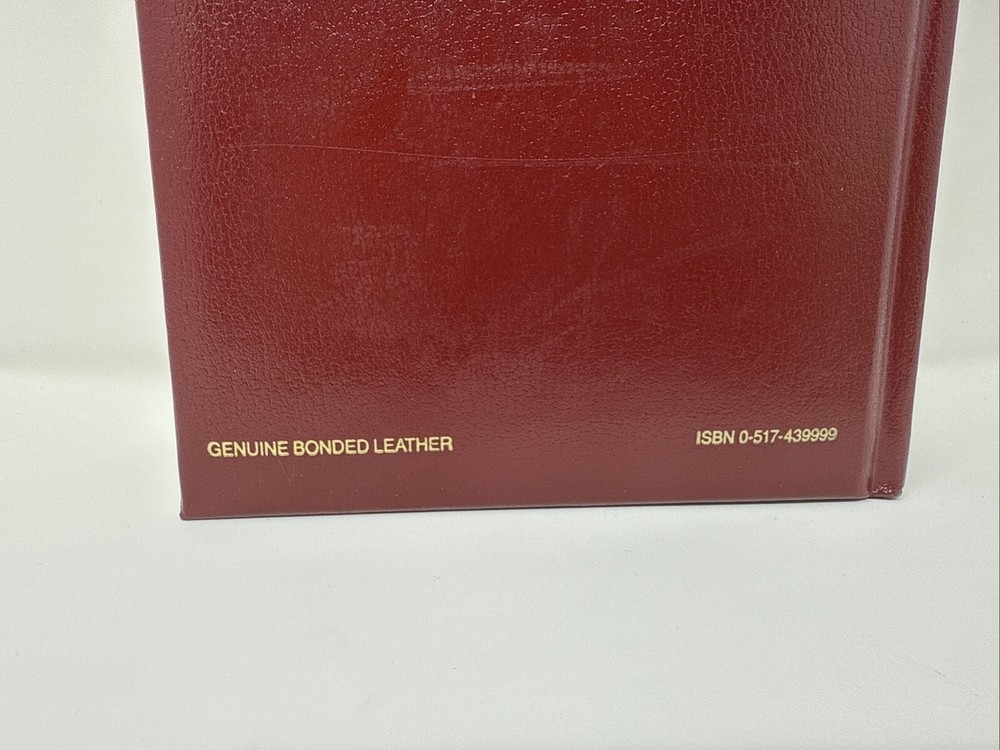 GENUINE BONDED LEATHER
ISBN 0-517-439999